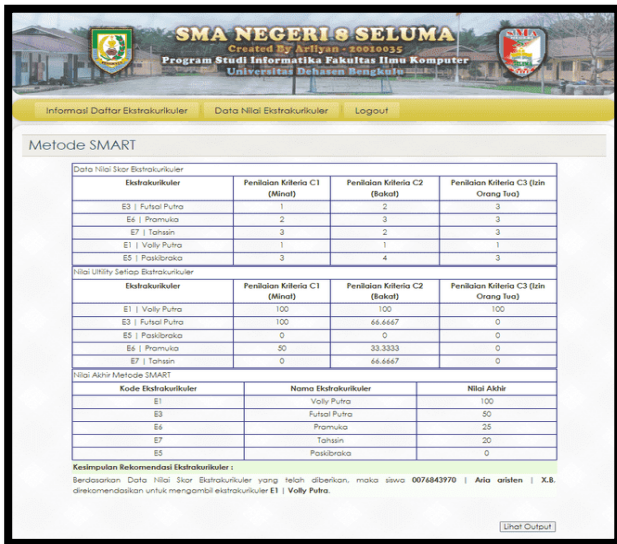 SMA NEGERI 8 SELUMA
Created By Arliyan - 20010035
Program Studi Informatika Fakultas Ilmu Komputer
Universitas Dehasen Bengkulu
Informasi Daftar Ekstrakurikuler Data Nilai Ekstrakurikuler Logout
Metode SMART
Data Nilai Skor Ekstrakurikuler
Ekstrakurikuler Penilaian Kriteria C1 (Minat) Penilaian Kriteria C2 (Bakat) Penilaian Kriteria C3 (Izin Orang Tua)
E3 | Futsal Putra 1 2 3
E6 | Pramuka 2 3 3
E7 | Tahssin 3 2 3
E1 | Volly Putra 1 1 1
E5 | Paskibraka 3 4 3
Nilai Ultility Setiap Ekstrakurikuler
Ekstrakurikuler Penilaian Kriteria C1 (Minat) Penilaian Kriteria C2 (Bakat) Penilaian Kriteria C3 (Izin Orang Tua)
E1 | Volly Putra 100 100 100
E3 | Futsal Putra 100 66.6667 0
E5 | Paskibraka 0 0 0
E6 | Pramuka 50 33.3333 0
E7 | Tahssin 0 66.6667 0
Nilai Akhir Metode SMART
Kode Ekstrakurikuler Nama Ekstrakurikuler Nilai Akhir
E1 Volly Putra 100
E3 Futsal Putra 50
E6 Pramuka 25
E7 Tahssin 20
E5 Paskibraka 0
Kesimpulan Rekomendasi Ekstrakurikuler :
Berdasarkan Data Nilai Skor Ekstrakurikuler yang telah diberikan, maka siswa 0076843970 | Aria aristen | X.B.
direkomendasikan untuk mengambil ekstrakurikuler E1 | Volly Putra.
Lihat Output